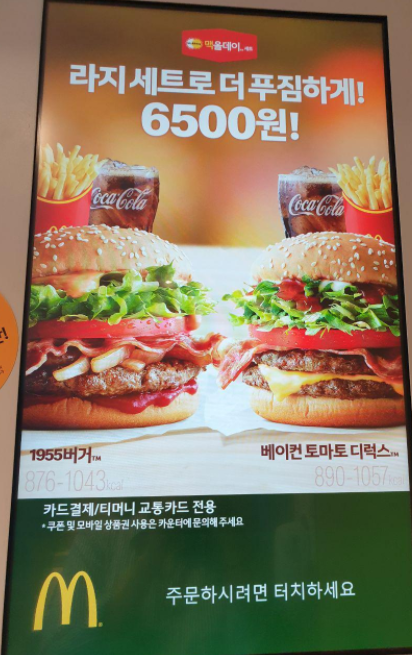 맥올데이 세트
라지 세트로 더 푸짐하게!
6500원!
Coca-Cola
Coca-Cola
1955버거™
876-1043kcal
베이컨 토마토 디럭스™
890-1057kcal
카드결제/티머니 교통카드 전용
*쿠폰 및 모바일 상품권 사용은 카운터에 문의해 주세요
주문하시려면 터치하세요